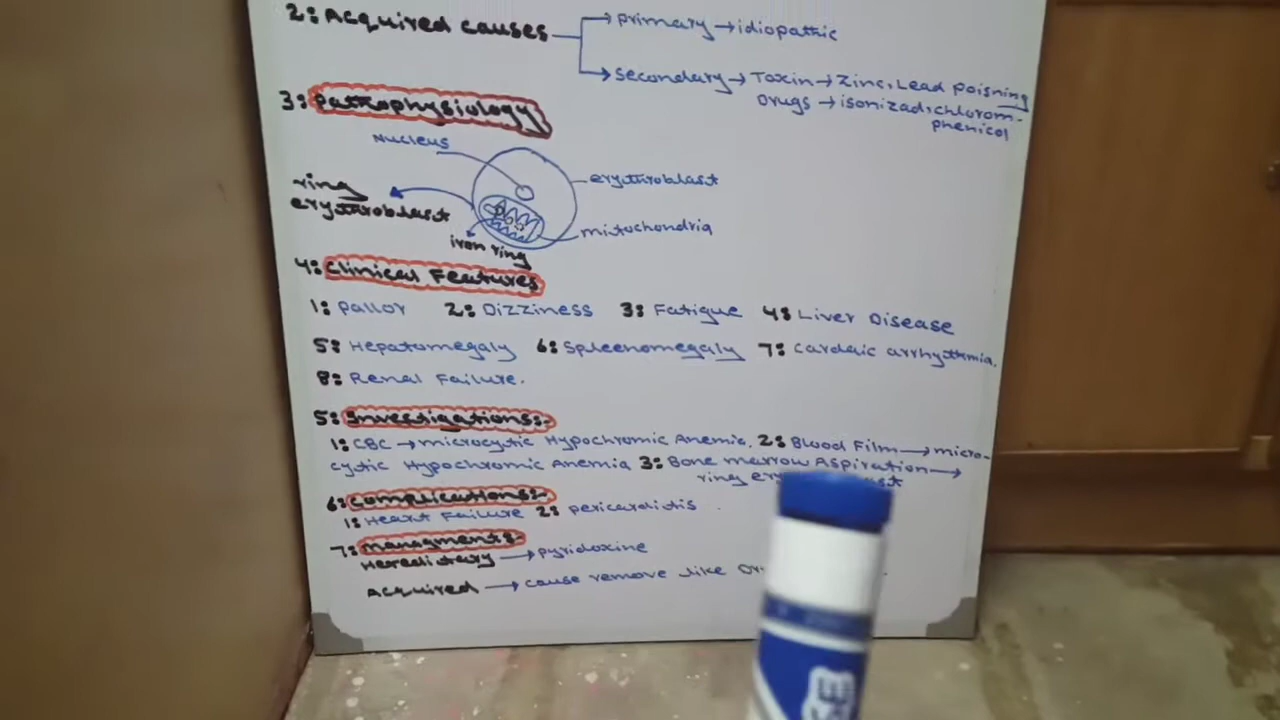 2: Acquired causes → primary → idiopathic
→ secondary → Toxin → Zinc, Lead poisning
Drugs → isonizad, chlorom-
phenicol
3: Pathophysiology
Nucleus
erythroblast
ring
erythroblast
mitochondria
iron ring
4: Clinical Features
1: pallor 2: Dizziness 3: Fatigue 4: Liver Disease
5: Hepatomegaly 6: Spleenomegaly 7: Cardaic arrhythmia.
8: Renal Failure.
5: Investigations:-
1: CBC → microcytic Hypochromic Anemia. 2: Blood Film → micro-
cytic Hypochromic Anemia 3: Bone marrow Aspiration →
ring
6: Complications:-
1: Heart Failure 2: pericardistis
7: managments:-
Hereditary → pyridoxine
Acquired → cause remove like